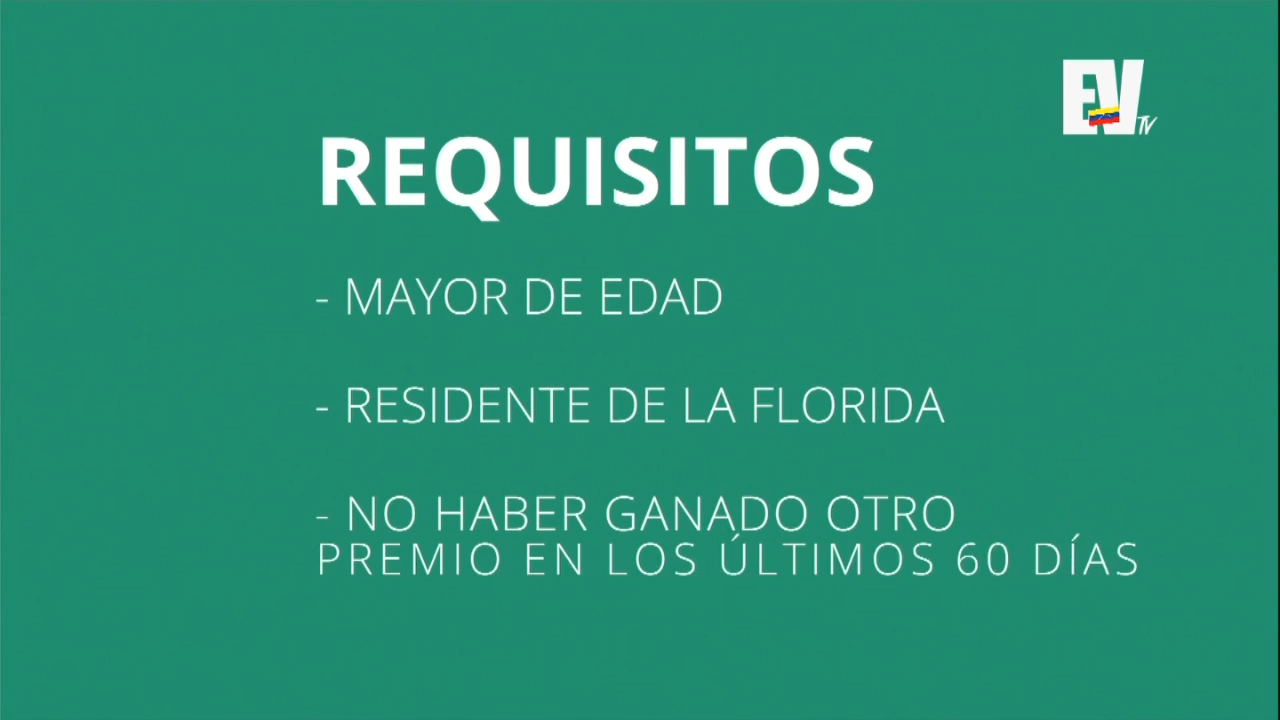 EV
TV
REQUISITOS
- MAYOR DE EDAD
- RESIDENTE DE LA FLORIDA
- NO HABER GANADO OTRO
PREMIO EN LOS ÚLTIMOS 60 DÍAS